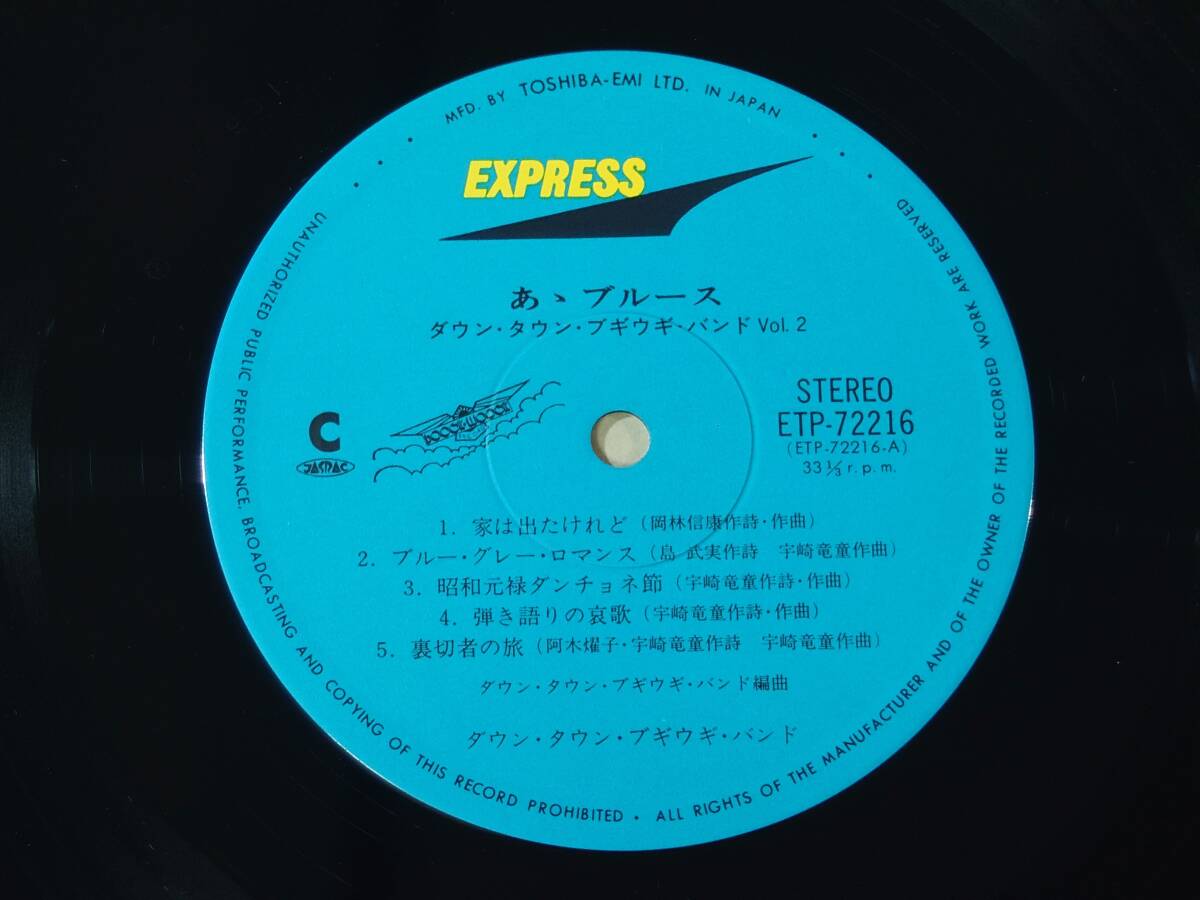 MFD. BY TOSHIBA-EMI LTD. IN JAPAN
EXPRESS
あゝブルース
ダウン・タウン・ブギウギ・バンド Vol. 2
C
JASRAC
BOOGIE WOOGIE
STEREO
ETP-72216
(ETP-72216-A)
33 1/3 r.p.m.
1. 家は出たけれど (岡林信康作詩・作曲)
2. ブルー・グレー・ロマンス (島 武実作詩 宇崎竜童作曲)
3. 昭和元禄ダンチョネ節 (宇崎竜童作詩・作曲)
4. 弾き語りの哀歌 (宇崎竜童作詩・作曲)
5. 裏切者の旅 (阿木燿子・宇崎竜童作詩 宇崎竜童作曲)
ダウン・タウン・ブギウギ・バンド編曲
ダウン・タウン・ブギウギ・バンド
UNAUTHORIZED PUBLIC PERFORMANCE, BROADCASTING AND COPYING OF THIS RECORD PROHIBITED • ALL RIGHTS OF THE MANUFACTURER AND OF THE OWNER OF THE RECORDED WORK ARE RESERVED